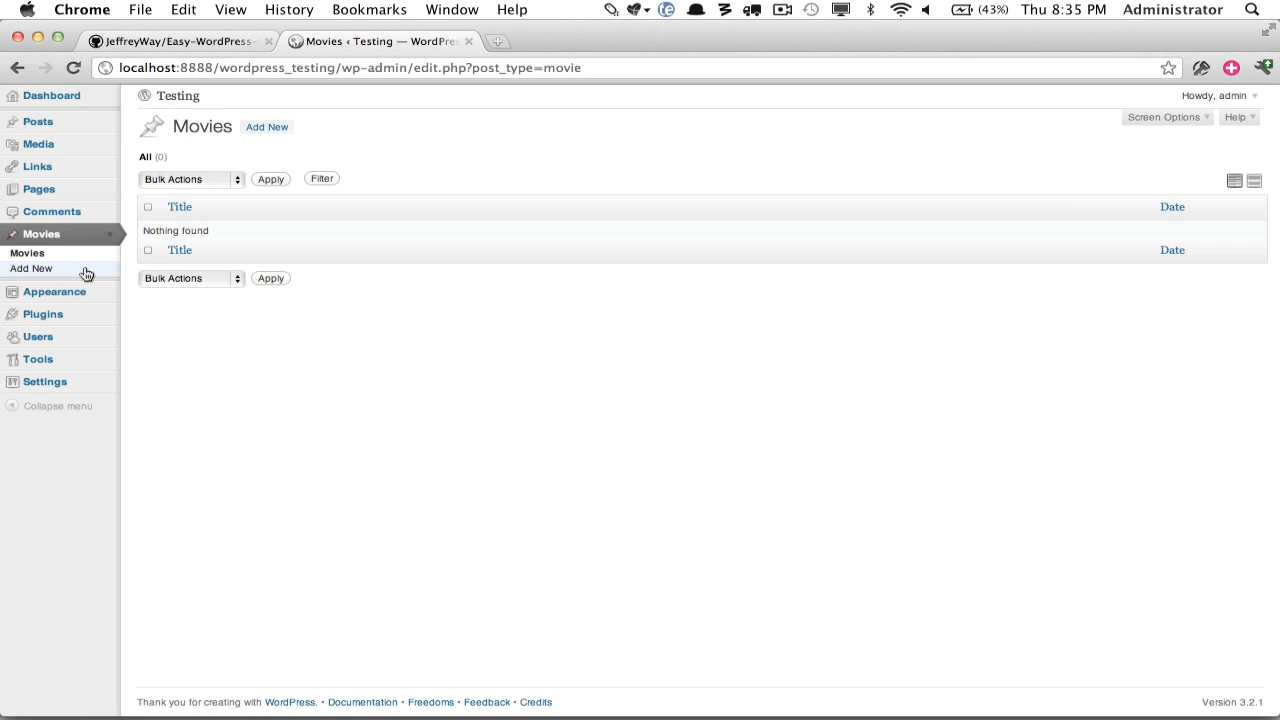 Chrome File Edit View History Bookmarks Window Help (43%) Thu 8:35 PM Administrator
JeffreyWay/Easy-WordPress- Movies ‹ Testing — WordPre
localhost:8888/wordpress_testing/wp-admin/edit.php?post_type=movie
Dashboard
Posts
Media
Links
Pages
Comments
Movies
Movies
Add New
Appearance
Plugins
Users
Tools
Settings
Collapse menu
Testing Howdy, admin
Movies Add New Screen Options Help
All (0)
Bulk Actions Apply Filter
Title Date
Nothing found
Title Date
Bulk Actions Apply
Thank you for creating with WordPress. • Documentation • Freedoms • Feedback • Credits Version 3.2.1